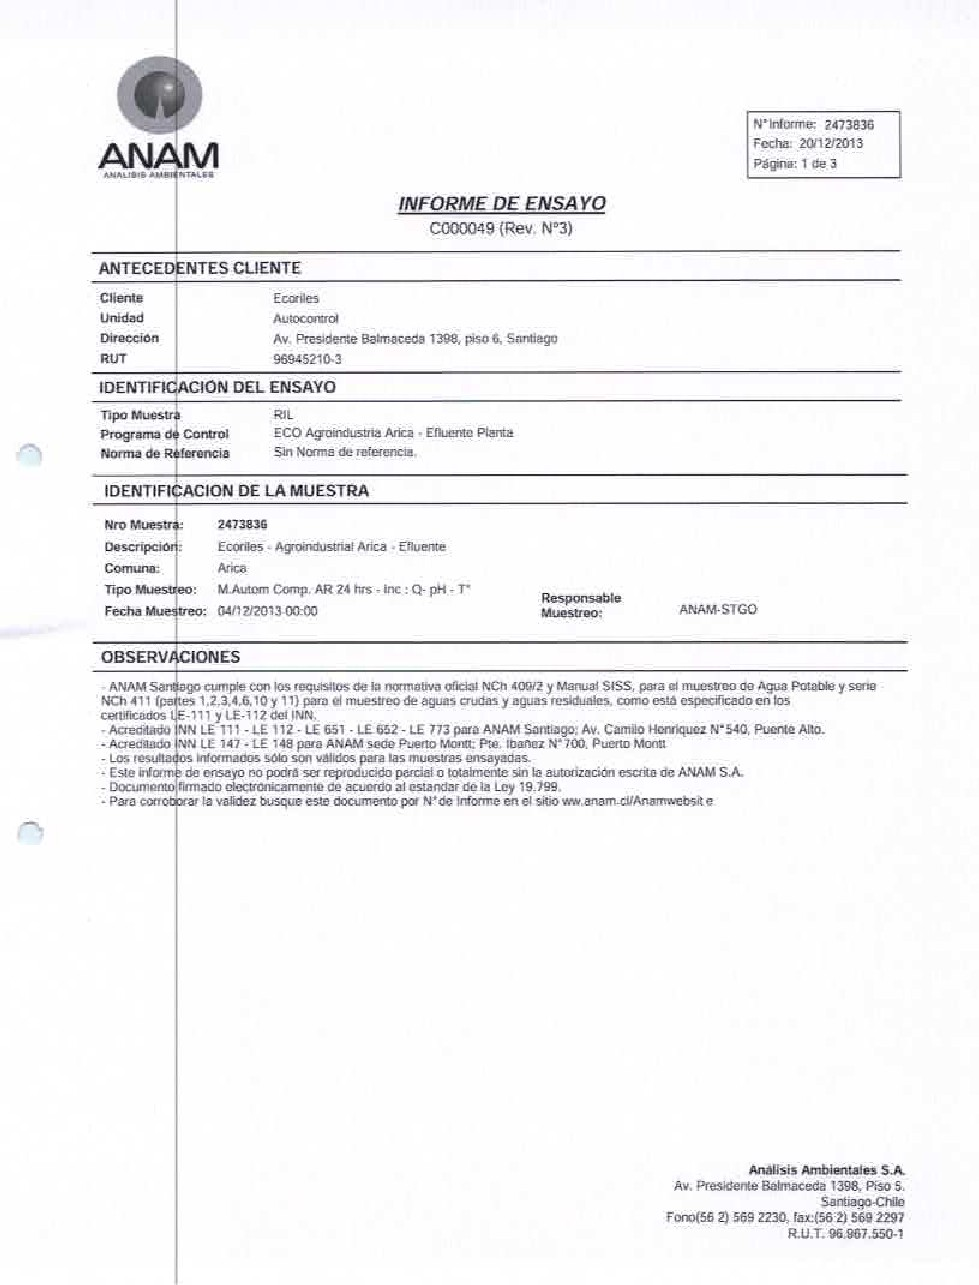 ANAM
ANALISIS AMBIENTALES
N° Informe: 2473836
Fecha: 20/12/2013
Página: 1 de 3
INFORME DE ENSAYO
C000049 (Rev. N°3)
ANTECEDENTES CLIENTE
Cliente Ecoriles
Unidad Autocontrol
Dirección Av. Presidente Balmaceda 1398, piso 6, Santiago
RUT 96945210-3
IDENTIFICACION DEL ENSAYO
Tipo Muestra RIL
Programa de Control ECO Agroindustria Arica - Efluente Planta
Norma de Referencia Sin Norma de referencia.
IDENTIFICACION DE LA MUESTRA
Nro Muestra: 2473836
Descripción: Ecoriles - Agroindustrial Arica - Efluente
Comuna: Arica
Tipo Muestreo: M.Autom Comp. AR 24 hrs - Inc : Q- pH - T°
Fecha Muestreo: 04/12/2013-00:00
Responsable Muestreo: ANAM-STGO
OBSERVACIONES
- ANAM Santiago cumple con los requisitos de la normativa oficial NCh 409/2 y Manual SISS, para el muestreo de Agua Potable y serie
NCh 411 (partes 1,2,3,4,6,10 y 11) para el muestreo de aguas crudas y aguas residuales, como está especificado en los
certificados LE-111 y LE-112 del INN.
- Acreditado INN LE 111 - LE 112 - LE 651 - LE 652 - LE 773 para ANAM Santiago; Av. Camilo Henríquez N°540, Puente Alto.
- Acreditado INN LE 147 - LE 148 para ANAM sede Puerto Montt; Pte. Ibañez N°700, Puerto Montt
- Los resultados informados sólo son válidos para las muestras ensayadas.
- Este informe de ensayo no podrá ser reproducido parcial o totalmente sin la autorización escrita de ANAM S.A.
- Documento firmado electrónicamente de acuerdo al estandar de la Ley 19.799.
- Para corroborar la validez busque este documento por N° de Informe en el sitio ww.anam.cl/Anamwebsite.
Análisis Ambientales S.A.
Av. Presidente Balmaceda 1398, Piso 5.
Santiago-Chile
Fono(56 2) 569 2230, fax:(56 2) 569 2297
R.U.T. 96.967.550-1